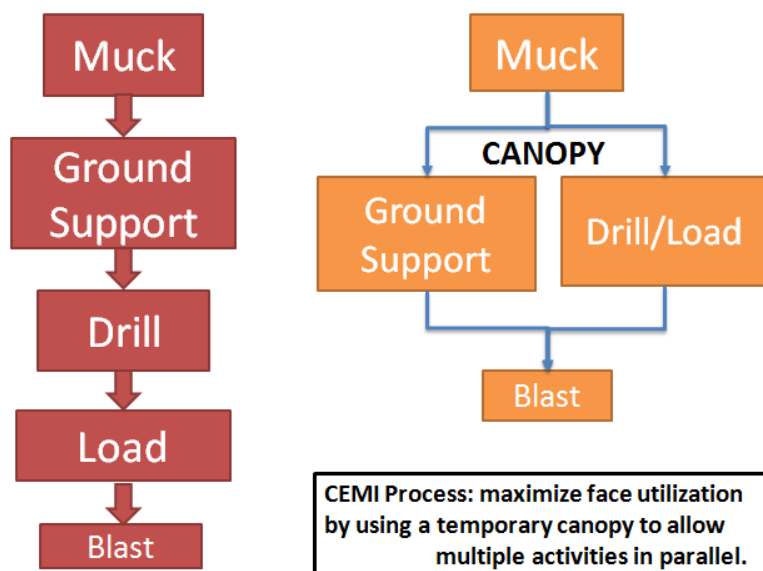 Muck
Ground
Support
Drill
Load
Blast
Muck
CANOPY
Ground
Support
Drill/Load
Blast
CEMI Process: maximize face utilization
by using a temporary canopy to allow
multiple activities in parallel.